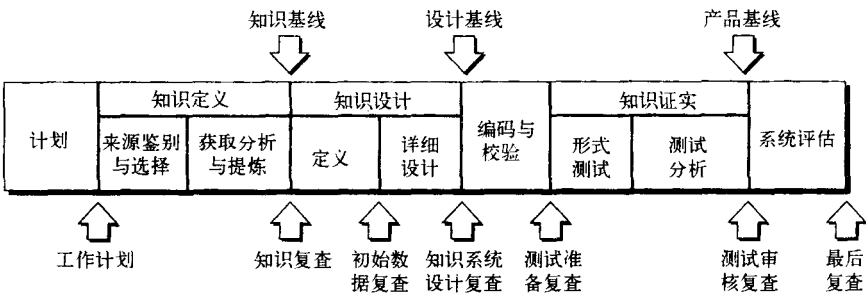 知识基线
设计基线
产品基线
计划
知识定义
来源鉴别
与选择
获取分析
与提炼
知识设计
定义
详细
设计
编码与
校验
知识证实
形式
测试
测试
分析
系统评估
工作计划
知识复查
初始数
据复查
知识系统
设计复查
测试准
备复查
测试审
核复查
最后
复查